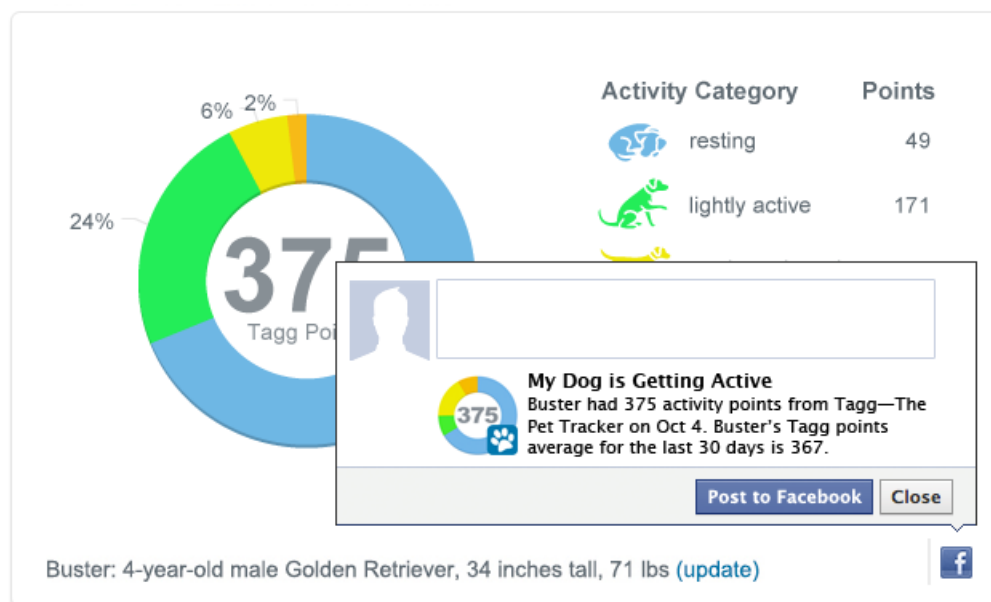 6% 2%
24%
375
Tagg
Activity Category Points
resting 49
lightly active 171
My Dog is Getting Active
375
Buster had 375 activity points from Tagg—The
Pet Tracker on Oct 4. Buster's Tagg points
average for the last 30 days is 367.
Post to Facebook Close
Buster: 4-year-old male Golden Retriever, 34 inches tall, 71 lbs (update)
f